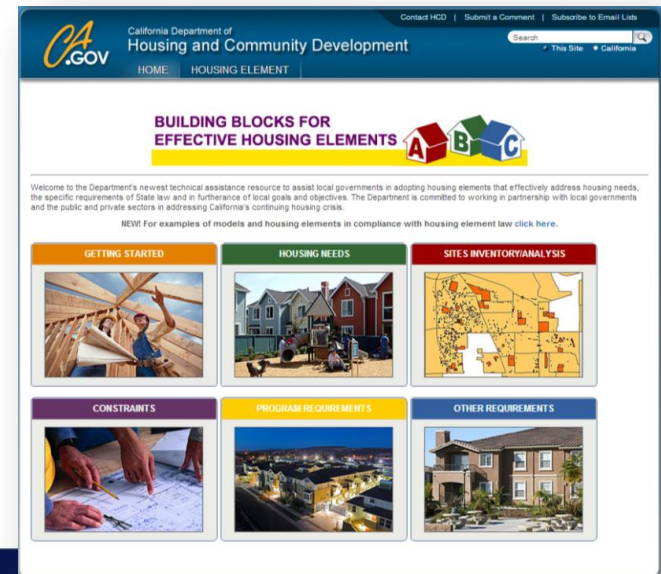 Contact HCD | Submit a Comment | Subscribe to Email Lists
CA.GOV
California Department of
Housing and Community Development
Search
This Site California
HOME HOUSING ELEMENT
BUILDING BLOCKS FOR
EFFECTIVE HOUSING ELEMENTS
A B C
Welcome to the Department's newest technical assistance resource to assist local governments in adopting housing elements that effectively address housing needs,
the specific requirements of State law and in furtherance of local goals and objectives. The Department is committed to working in partnership with local governments
and the public and private sectors in addressing California's continuing housing crisis.
NEW! For examples of models and housing elements in compliance with housing element law click here.
GETTING STARTED
HOUSING NEEDS
SITES INVENTORY/ANALYSIS
CONSTRAINTS
PROGRAM REQUIREMENTS
OTHER REQUIREMENTS